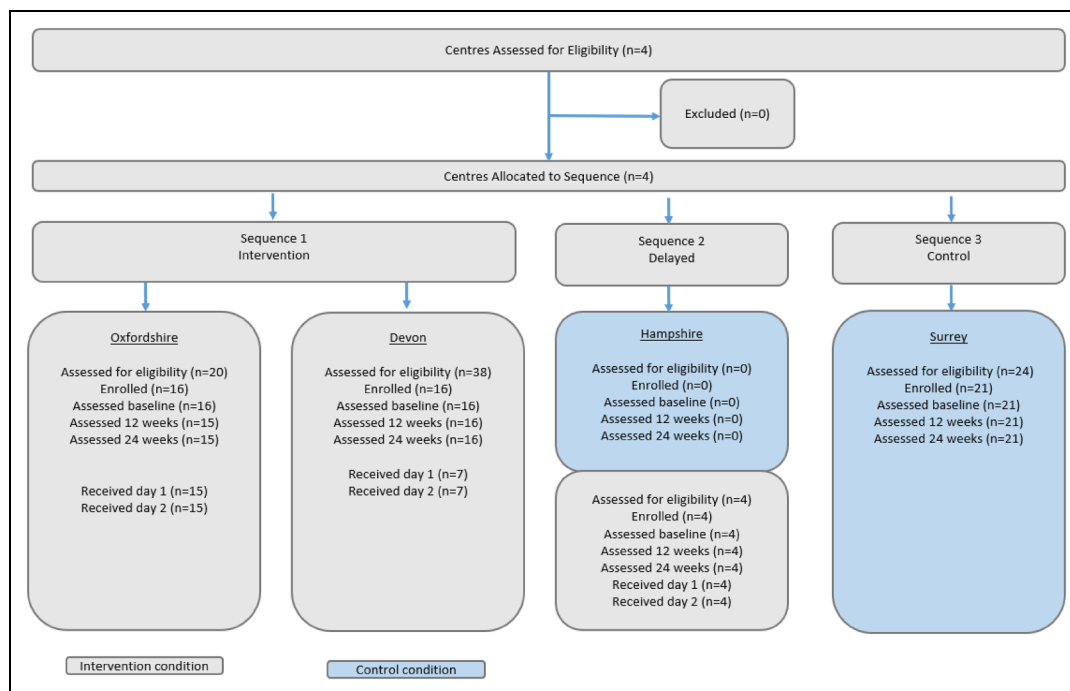 Centres Assessed for Eligibility (n=4)
Excluded (n=0)
Centres Allocated to Sequence (n=4)
Sequence 1
Intervention
Sequence 2
Delayed
Sequence 3
Control
Oxfordshire
Assessed for eligibility (n=20)
Enrolled (n=16)
Assessed baseline (n=16)
Assessed 12 weeks (n=15)
Assessed 24 weeks (n=15)
Received day 1 (n=15)
Received day 2 (n=15)
Devon
Assessed for eligibility (n=38)
Enrolled (n=16)
Assessed baseline (n=16)
Assessed 12 weeks (n=16)
Assessed 24 weeks (n=16)
Received day 1 (n=7)
Received day 2 (n=7)
Hampshire
Assessed for eligibility (n=0)
Enrolled (n=0)
Assessed baseline (n=0)
Assessed 12 weeks (n=0)
Assessed 24 weeks (n=0)
Assessed for eligibility (n=4)
Enrolled (n=4)
Assessed baseline (n=4)
Assessed 12 weeks (n=4)
Assessed 24 weeks (n=4)
Received day 1 (n=4)
Received day 2 (n=4)
Surrey
Assessed for eligibility (n=24)
Enrolled (n=21)
Assessed baseline (n=21)
Assessed 12 weeks (n=21)
Assessed 24 weeks (n=21)
Intervention condition
Control condition